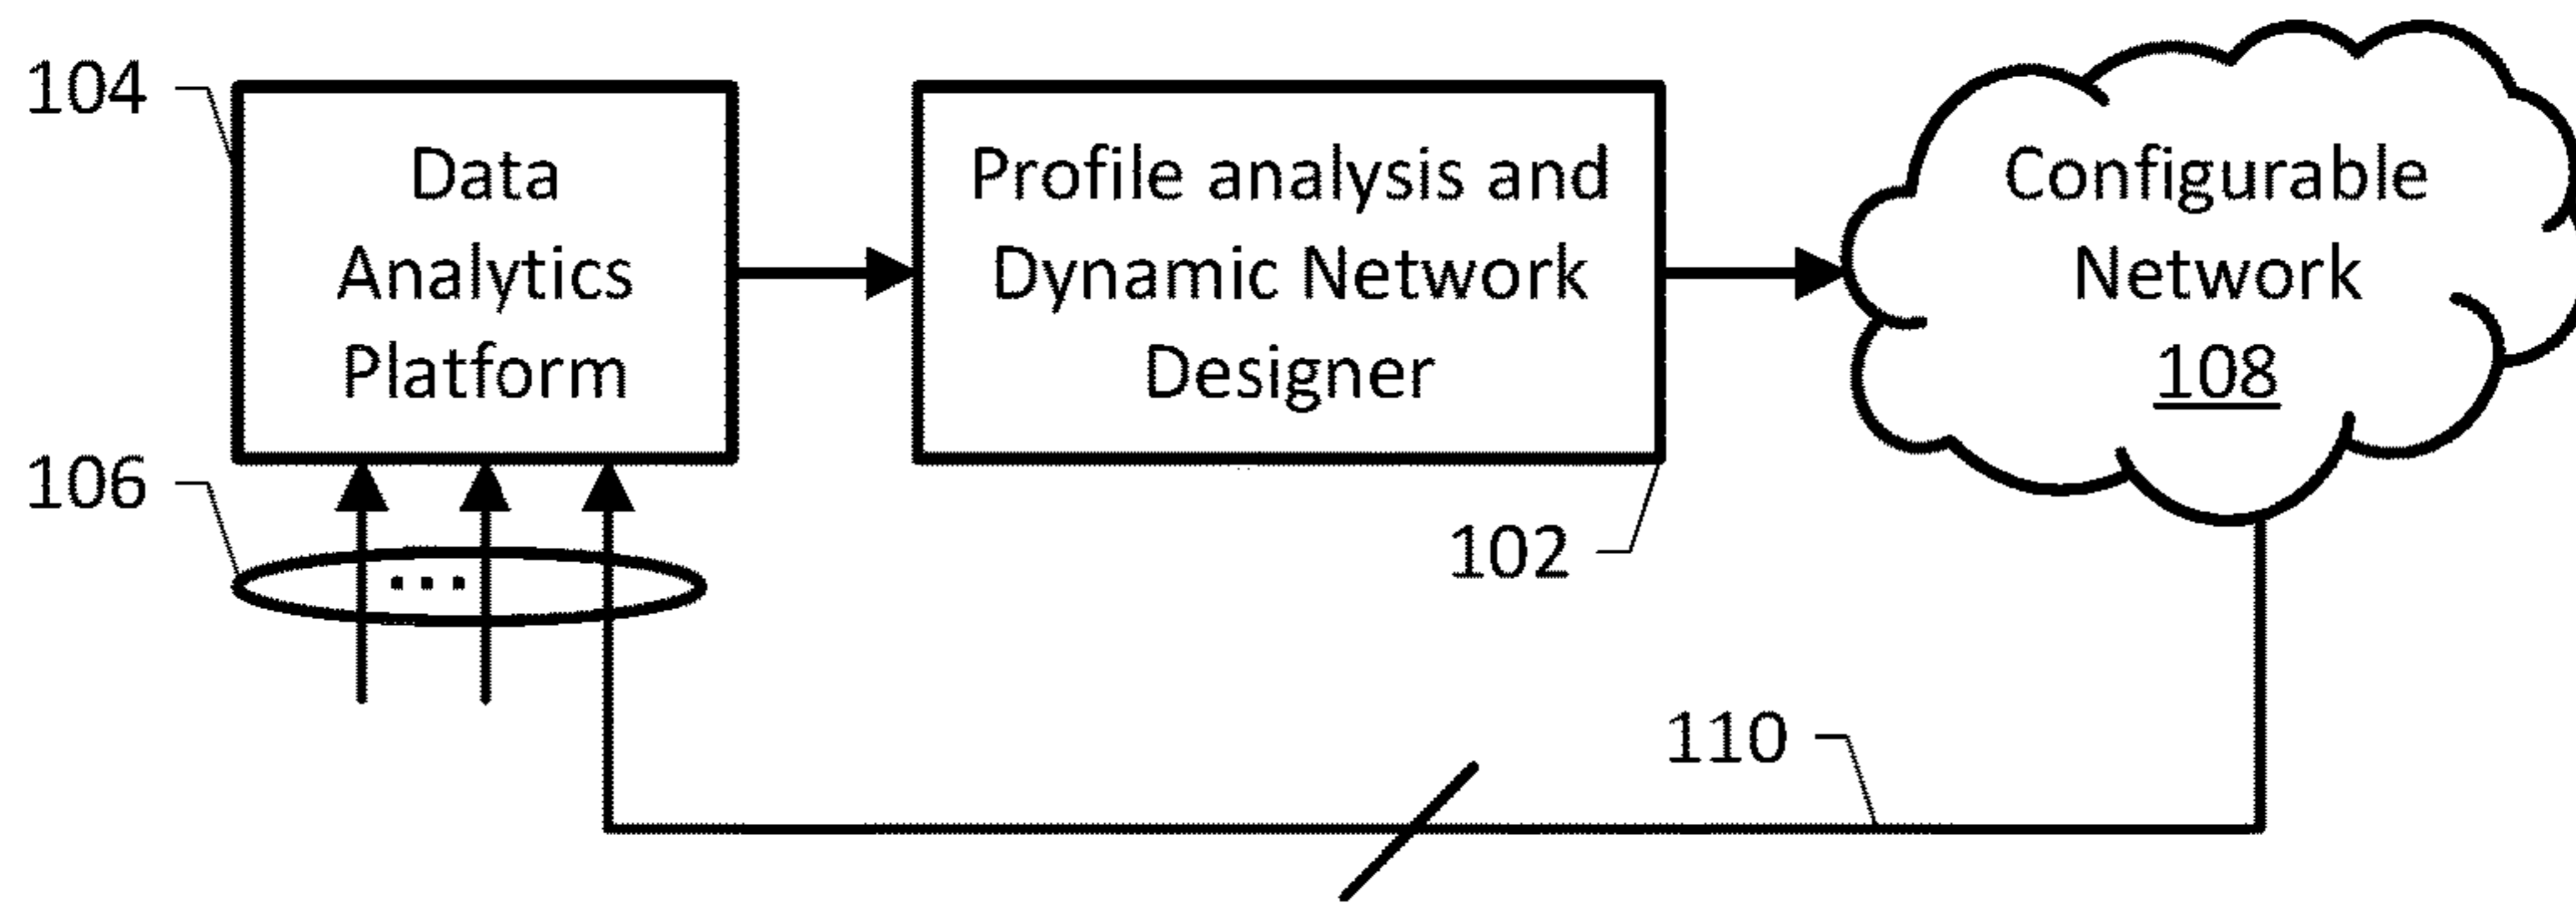 104
Data
Analytics
Platform
Profile analysis and
Dynamic Network
Designer
Configurable
Network
108
106
102
110